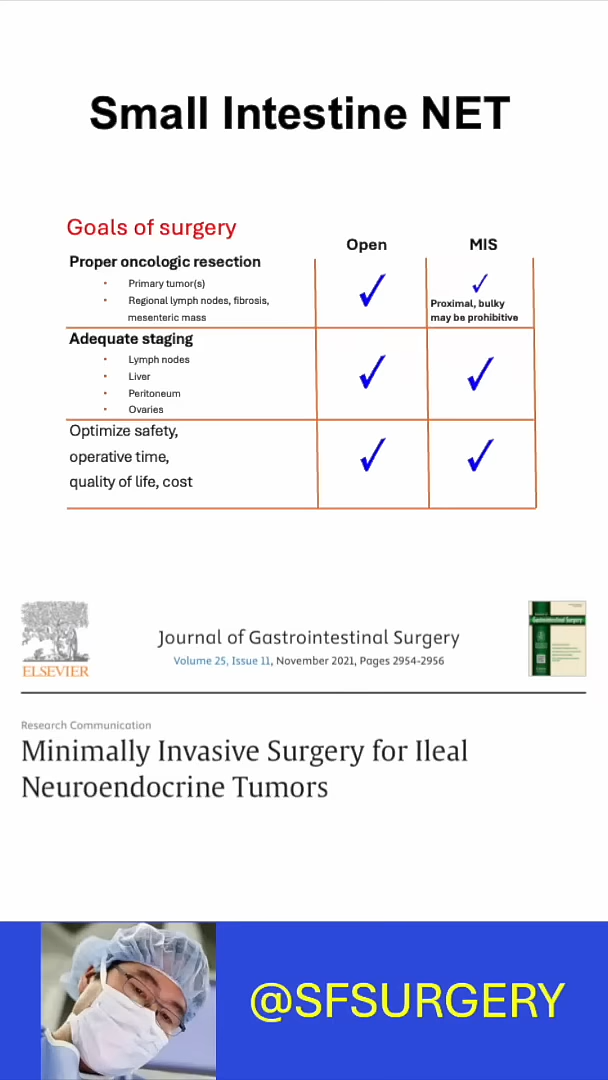 Small Intestine NET
Goals of surgery
Open
MIS
Proper oncologic resection
• Primary tumor(s)
• Regional lymph nodes, fibrosis,
mesenteric mass
✓
✓
Proximal, bulky
may be prohibitive
Adequate staging
• Lymph nodes
• Liver
• Peritoneum
• Ovaries
✓
✓
Optimize safety,
operative time,
quality of life, cost
✓
✓
ELSEVIER
Journal of Gastrointestinal Surgery
Volume 25, Issue 11, November 2021, Pages 2954-2956
Gastrointestinal Surgery
Research Communication
Minimally Invasive Surgery for Ileal
Neuroendocrine Tumors
@SFSURGERY